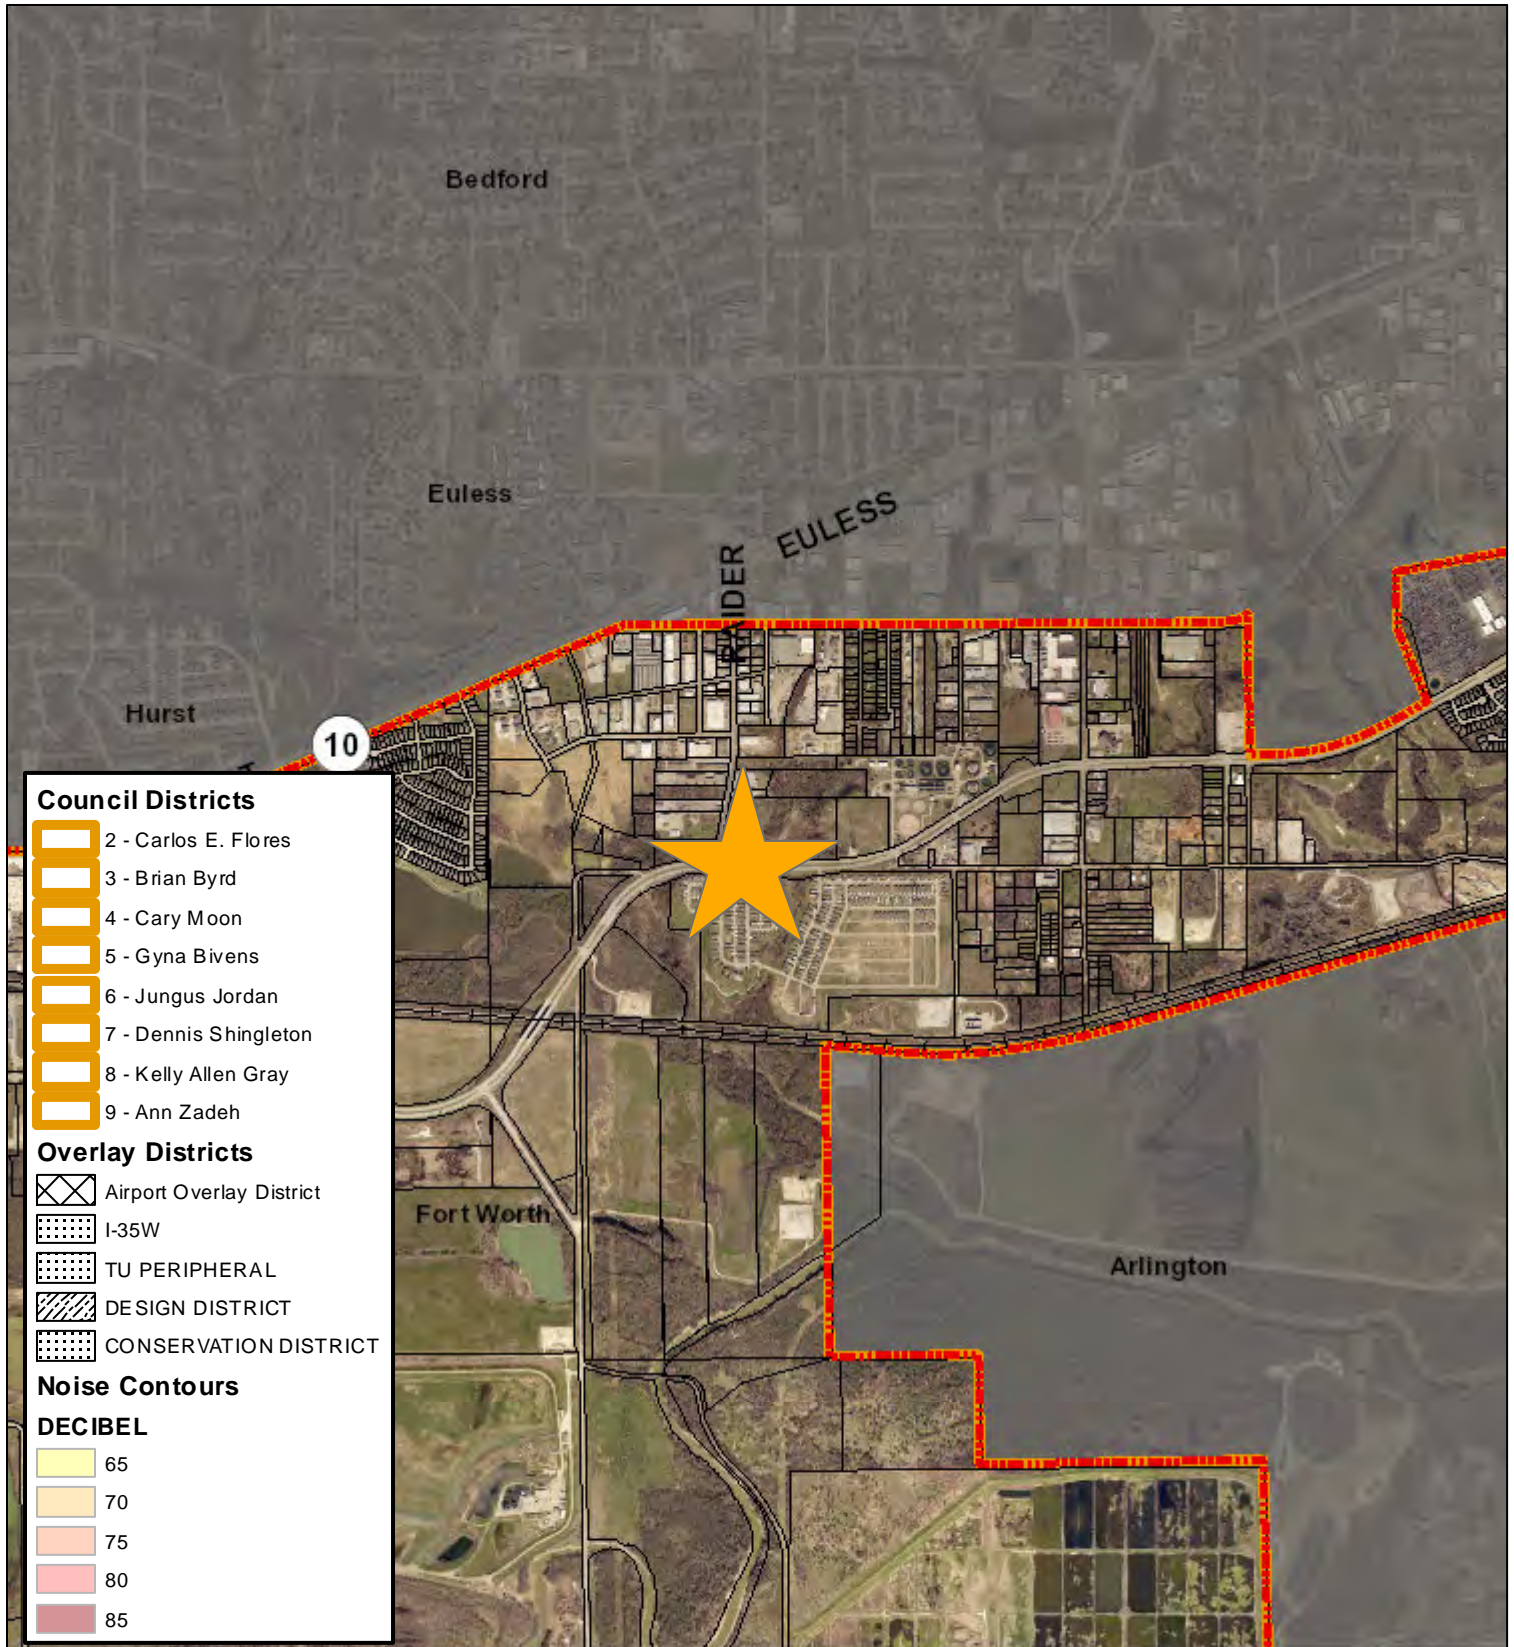 Bedford
Euless
EULESS
RAIDER
Hurst
10
Council Districts
2 - Carlos E. Flores
3 - Brian Byrd
4 - Cary Moon
5 - Gyna Bivens
6 - Jungus Jordan
7 - Dennis Shingleton
8 - Kelly Allen Gray
9 - Ann Zadeh
Overlay Districts
Airport Overlay District
I-35W
TU PERIPHERAL
DESIGN DISTRICT
CONSERVATION DISTRICT
Noise Contours
DECIBEL
65
70
75
80
85
Fort Worth
Arlington